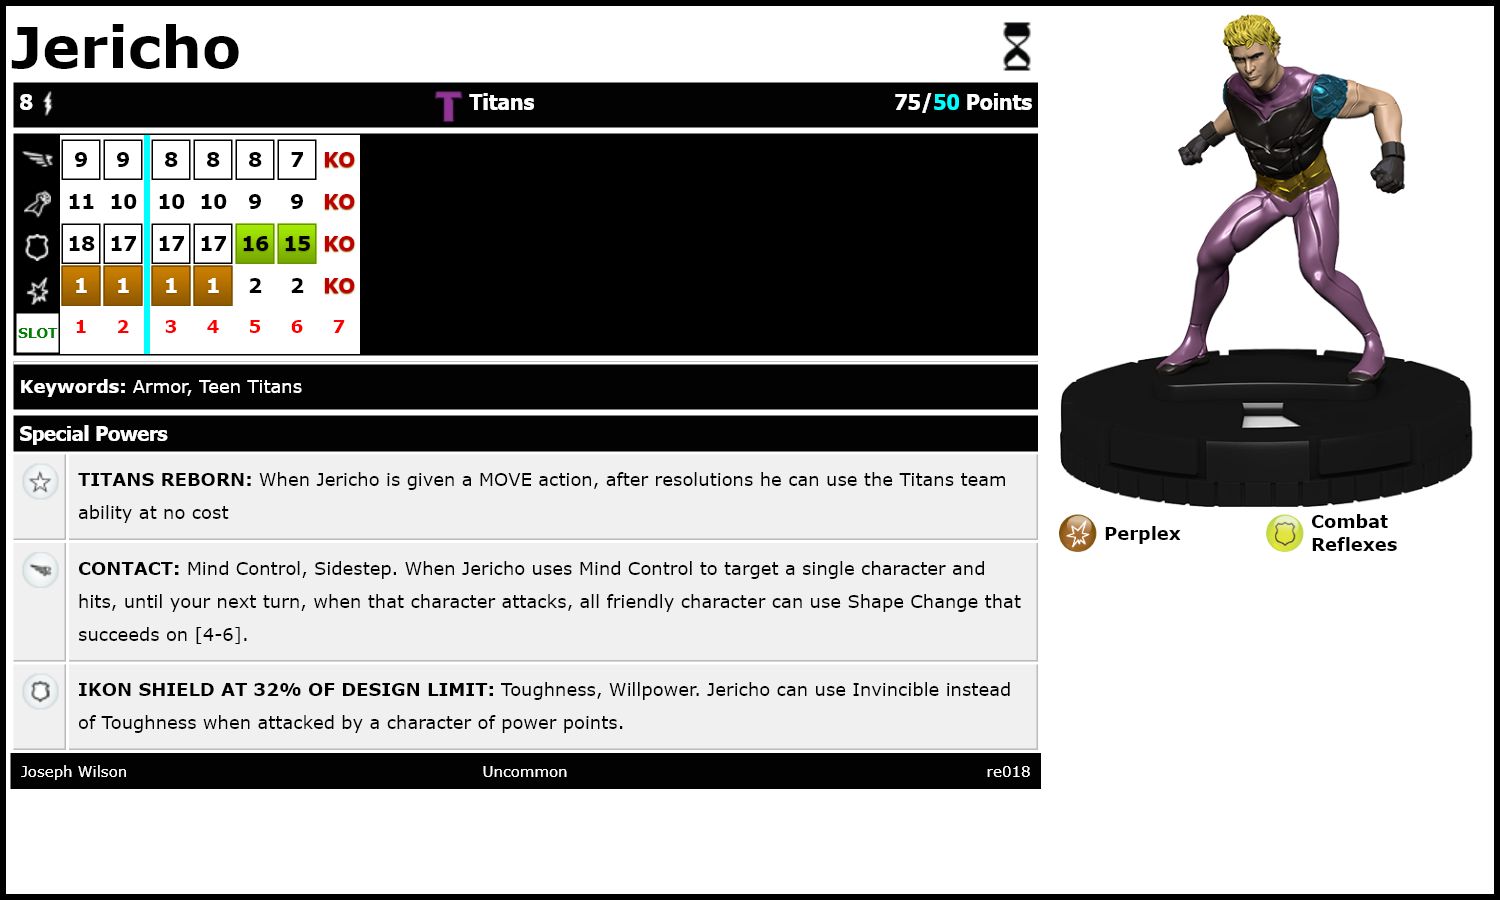 Jericho
8 T Titans 75/50 Points
9 9 8 8 8 7 KO
11 10 10 10 9 9 KO
18 17 17 17 16 15 KO
1 1 1 1 2 2 KO
SLOT 1 2 3 4 5 6 7
Keywords: Armor, Teen Titans
Special Powers
TITANS REBORN: When Jericho is given a MOVE action, after resolutions he can use the Titans team
ability at no cost
CONTACT: Mind Control, Sidestep. When Jericho uses Mind Control to target a single character and
hits, until your next turn, when that character attacks, all friendly character can use Shape Change that
succeeds on [4-6].
IKON SHIELD AT 32% OF DESIGN LIMIT: Toughness, Willpower. Jericho can use Invincible instead
of Toughness when attacked by a character of power points.
Joseph Wilson Uncommon re018
Perplex
Combat
Reflexes